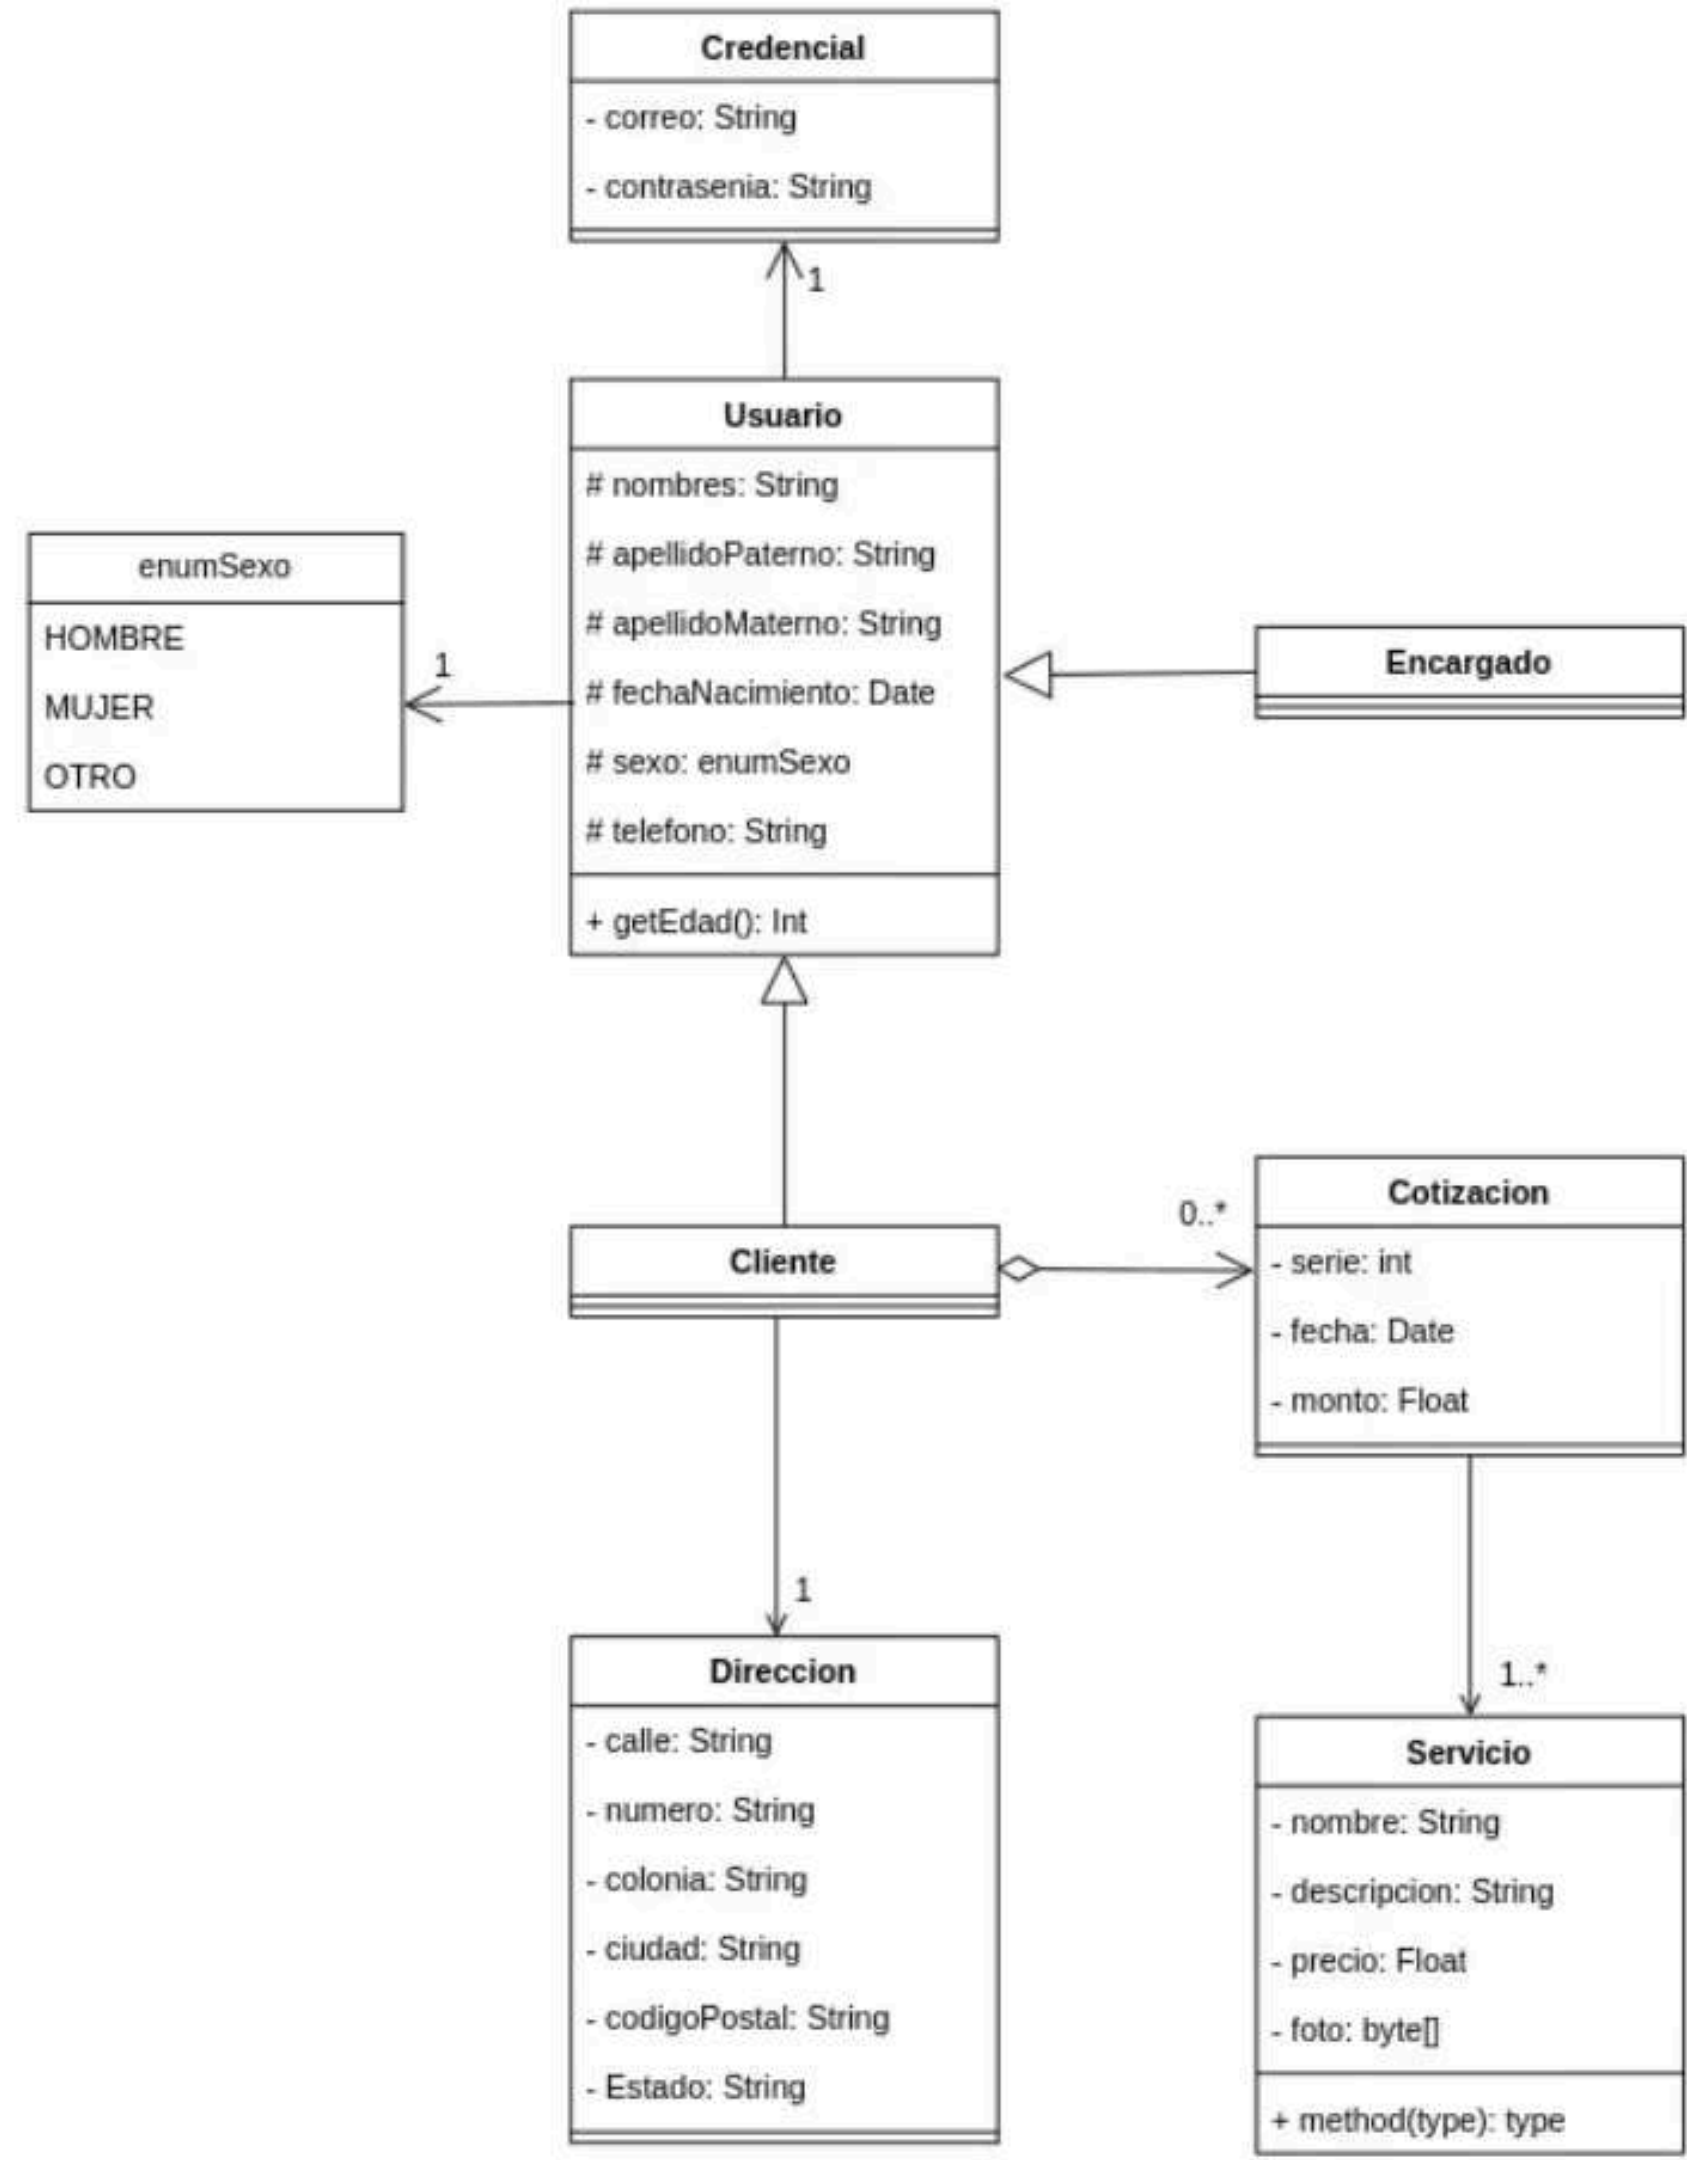 Credencial
- correo: String
- contrasenia: String
1
Usuario
# nombres: String
# apellidoPaterno: String
# apellidoMaterno: String
# fechaNacimiento: Date
# sexo: enumSexo
# telefono: String
+ getEdad(): Int
enumSexo
HOMBRE
MUJER
OTRO
1
Encargado
Cliente
0..*
Cotizacion
- serie: int
- fecha: Date
- monto: Float
1
Direccion
- calle: String
- numero: String
- colonia: String
- ciudad: String
- codigoPostal: String
- Estado: String
1..*
Servicio
- nombre: String
- descripcion: String
- precio: Float
- foto: byte[]
+ method(type): type